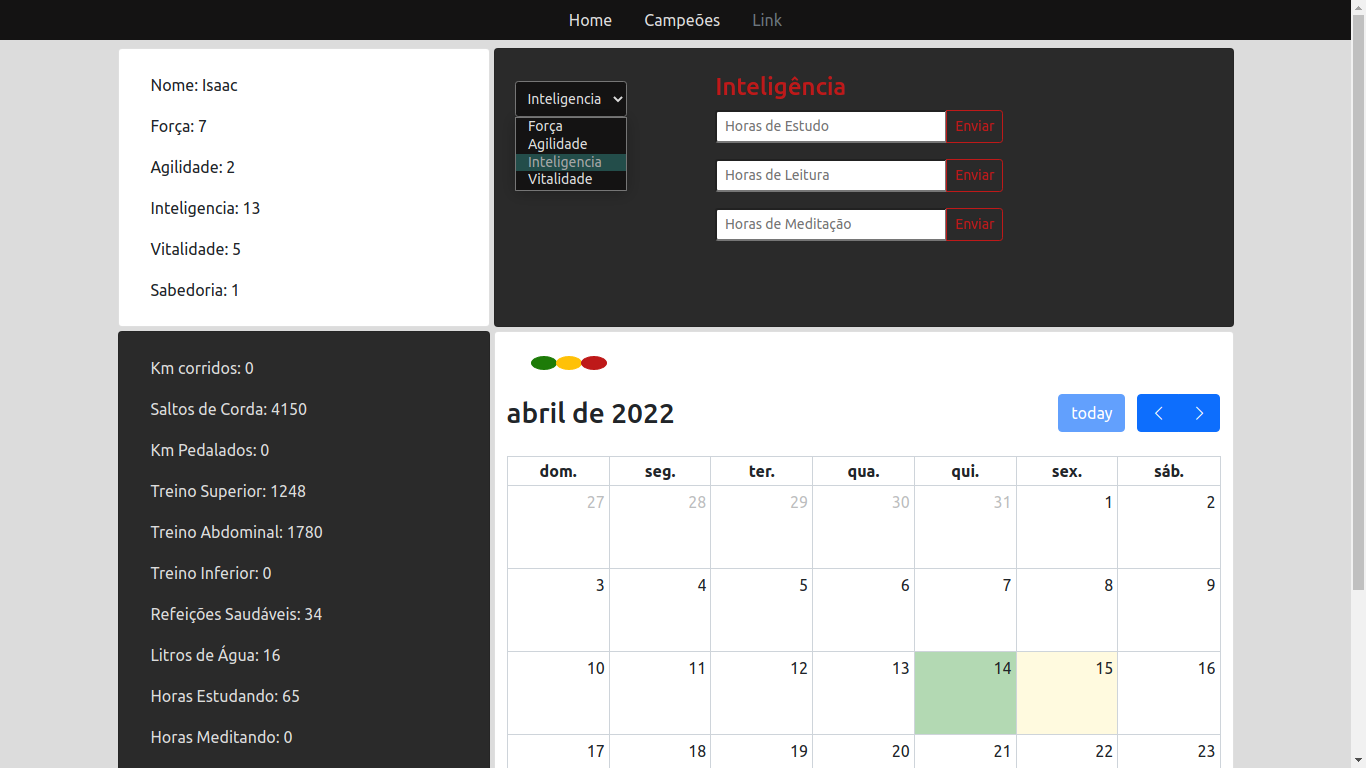 Home Campeões Link
Nome: Isaac
Força: 7
Agilidade: 2
Inteligencia: 13
Vitalidade: 5
Sabedoria: 1
Inteligencia
Força
Agilidade
Inteligencia
Vitalidade
Inteligência
Horas de Estudo Enviar
Horas de Leitura Enviar
Horas de Meditação Enviar
Km corridos: 0
Saltos de Corda: 4150
Km Pedalados: 0
Treino Superior: 1248
Treino Abdominal: 1780
Treino Inferior: 0
Refeições Saudáveis: 34
Litros de Água: 16
Horas Estudando: 65
Horas Meditando: 0
abril de 2022 today
dom. seg. ter. qua. qui. sex. sáb.
27 28 29 30 31 1 2
3 4 5 6 7 8 9
10 11 12 13 14 15 16
17 18 19 20 21 22 23